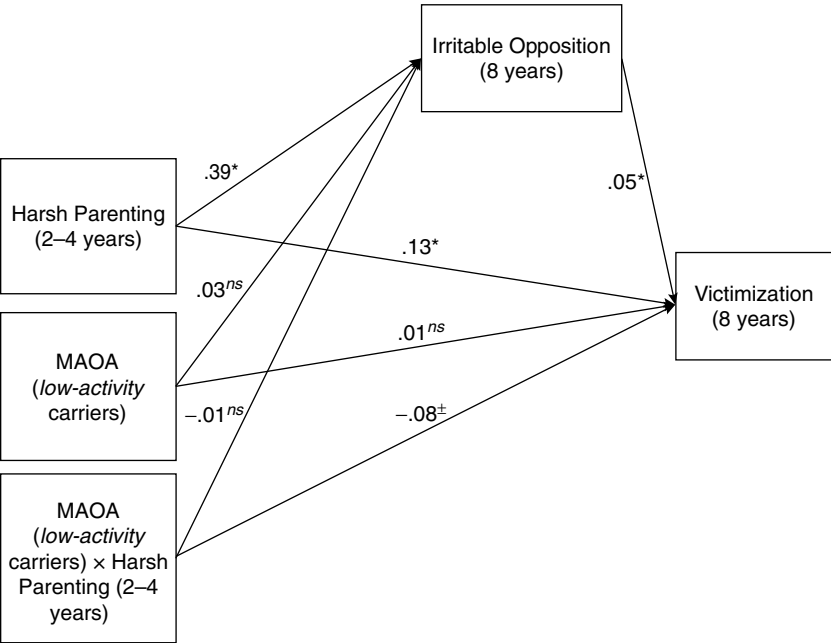 Irritable Opposition
(8 years)
.39*
.05*
Harsh Parenting
(2–4 years)
.13*
.03ns
Victimization
(8 years)
.01ns
MAOA
(low-activity
carriers)
–.01ns
–.08±
MAOA
(low-activity
carriers) × Harsh
Parenting (2–4
years)